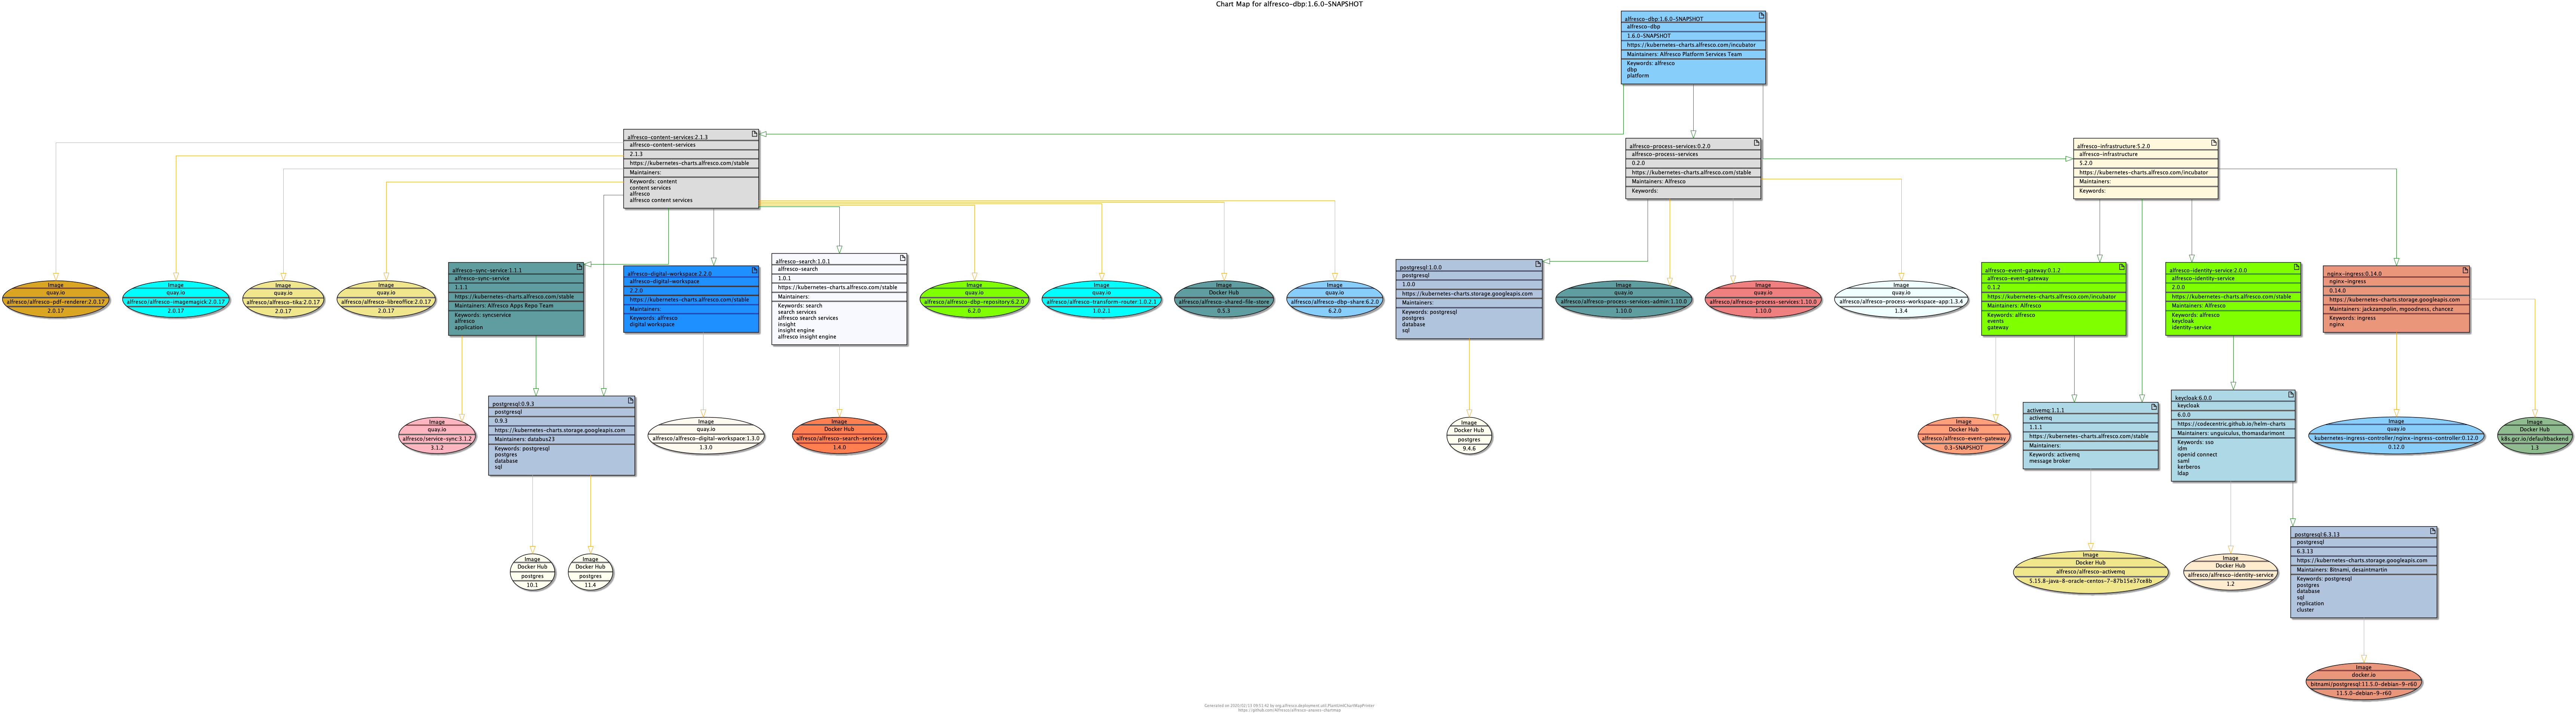 Chart Map for alfresco-dbp:1.6.0-SNAPSHOT
alfresco-dbp:1.6.0-SNAPSHOT
alfresco-dbp
1.6.0-SNAPSHOT
https://kubernetes-charts.alfresco.com/incubator
Maintainers: Alfresco Platform Services Team
Keywords: alfresco
dbp
platform
alfresco-content-services:2.1.3
alfresco-content-services
2.1.3
https://kubernetes-charts.alfresco.com/stable
Maintainers:
Keywords: content
content services
alfresco
alfresco content services
alfresco-process-services:0.2.0
alfresco-process-services
0.2.0
https://kubernetes-charts.alfresco.com/stable
Maintainers: Alfresco
Keywords:
alfresco-infrastructure:5.2.0
alfresco-infrastructure
5.2.0
https://kubernetes-charts.alfresco.com/incubator
Maintainers:
Keywords:
Image
quay.io
alfresco/alfresco-pdf-renderer:2.0.17
2.0.17
Image
quay.io
alfresco/alfresco-imagemagick:2.0.17
2.0.17
Image
quay.io
alfresco/alfresco-tika:2.0.17
2.0.17
Image
quay.io
alfresco/alfresco-libreoffice:2.0.17
2.0.17
alfresco-sync-service:1.1.1
alfresco-sync-service
1.1.1
https://kubernetes-charts.alfresco.com/stable
Maintainers: Alfresco Apps Repo Team
Keywords: syncservice
alfresco
application
alfresco-digital-workspace:2.2.0
alfresco-digital-workspace
2.2.0
https://kubernetes-charts.alfresco.com/stable
Maintainers:
Keywords: alfresco
digital workspace
alfresco-search:1.0.1
alfresco-search
1.0.1
https://kubernetes-charts.alfresco.com/stable
Maintainers:
Keywords: search
search services
alfresco search services
insight
insight engine
alfresco insight engine
Image
quay.io
alfresco/alfresco-dbp-repository:6.2.0
6.2.0
Image
quay.io
alfresco/alfresco-transform-router:1.0.2.1
1.0.2.1
Image
Docker Hub
alfresco/alfresco-shared-file-store
0.5.3
Image
quay.io
alfresco/alfresco-dbp-share:6.2.0
6.2.0
postgresql:1.0.0
postgresql
1.0.0
https://kubernetes-charts.storage.googleapis.com
Maintainers:
Keywords: postgresql
postgres
database
sql
Image
quay.io
alfresco/alfresco-process-services-admin:1.10.0
1.10.0
Image
quay.io
alfresco/alfresco-process-services:1.10.0
1.10.0
Image
quay.io
alfresco/alfresco-process-workspace-app:1.3.4
1.3.4
alfresco-event-gateway:0.1.2
alfresco-event-gateway
0.1.2
https://kubernetes-charts.alfresco.com/incubator
Maintainers: Alfresco
Keywords: alfresco
events
gateway
alfresco-identity-service:2.0.0
alfresco-identity-service
2.0.0
https://kubernetes-charts.alfresco.com/stable
Maintainers: Alfresco
Keywords: alfresco
keycloak
identity-service
nginx-ingress:0.14.0
nginx-ingress
0.14.0
https://kubernetes-charts.storage.googleapis.com
Maintainers: jackzampolin, mgoodness, chancez
Keywords: ingress
nginx
Image
quay.io
alfresco/service-sync:3.1.2
3.1.2
postgresql:0.9.3
postgresql
0.9.3
https://kubernetes-charts.storage.googleapis.com
Maintainers: databus23
Keywords: postgresql
postgres
database
sql
Image
quay.io
alfresco/alfresco-digital-workspace:1.3.0
1.3.0
Image
Docker Hub
alfresco/alfresco-search-services
1.4.0
Image
Docker Hub
postgres
9.4.6
Image
Docker Hub
alfresco/alfresco-event-gateway
0.3-SNAPSHOT
activemq:1.1.1
activemq
1.1.1
https://kubernetes-charts.alfresco.com/stable
Maintainers:
Keywords: activemq
message broker
keycloak:6.0.0
keycloak
6.0.0
https://codecentric.github.io/helm-charts
Maintainers: unguiculus, thomasdarimont
Keywords: sso
idm
openid connect
saml
kerberos
ldap
Image
quay.io
kubernetes-ingress-controller/nginx-ingress-controller:0.12.0
0.12.0
Image
Docker Hub
k8s.gcr.io/defaultbackend
1.3
Image
Docker Hub
postgres
10.1
Image
Docker Hub
postgres
11.4
Image
Docker Hub
alfresco/alfresco-activemq
5.15.8-java-8-oracle-centos-7-87b15e37ce8b
Image
Docker Hub
alfresco/alfresco-identity-service
1.2
postgresql:6.3.13
postgresql
6.3.13
https://kubernetes-charts.storage.googleapis.com
Maintainers: Bitnami, desaintmartin
Keywords: postgresql
postgres
database
sql
replication
cluster
Image
docker.io
bitnami/postgresql:11.5.0-debian-9-r60
11.5.0-debian-9-r60